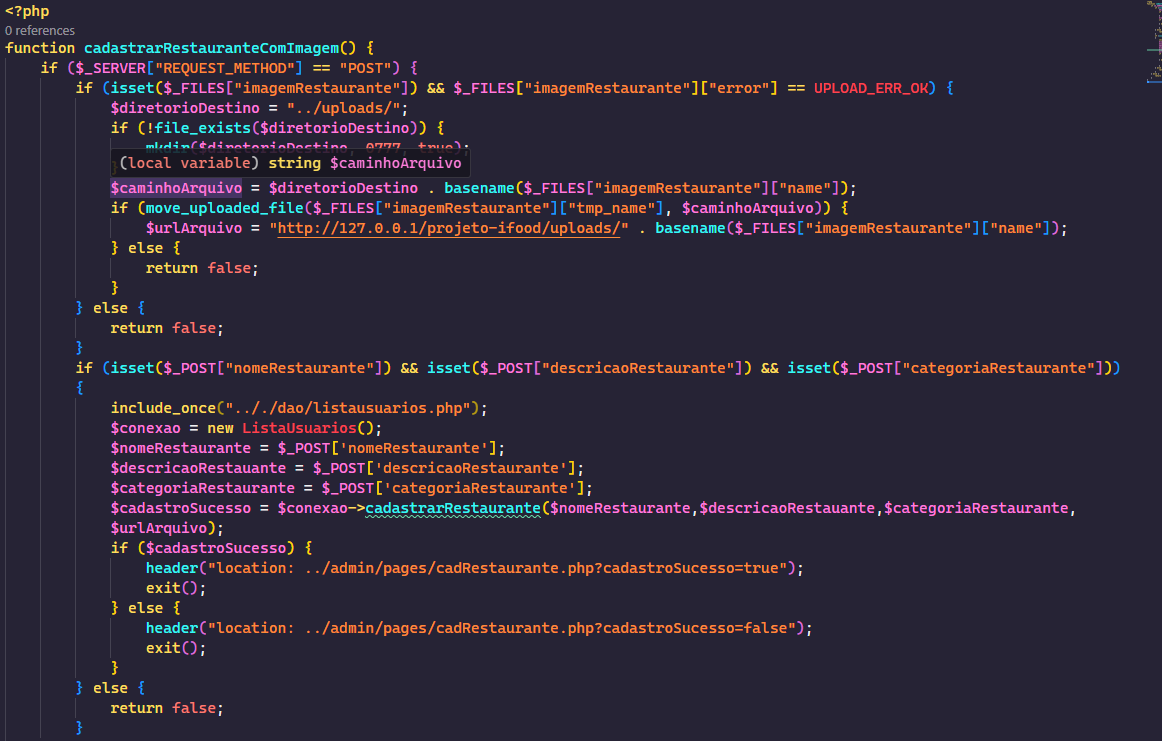 <?php
0 references
function cadastrarRestauranteComImagem() {
if ($_SERVER["REQUEST_METHOD"] == "POST") {
if (isset($_FILES["imagemRestaurante"]) && $_FILES["imagemRestaurante"]["error"] == UPLOAD_ERR_OK) {
$diretorioDestino = "../uploads/";
if (!file_exists($diretorioDestino)) {
mkdir($diretorioDestino, 0777, true);
(local variable) string $caminhoArquivo
$caminhoArquivo = $diretorioDestino . basename($_FILES["imagemRestaurante"]["name"]);
if (move_uploaded_file($_FILES["imagemRestaurante"]["tmp_name"], $caminhoArquivo)) {
$urlArquivo = "http://127.0.0.1/projeto-ifood/uploads/" . basename($_FILES["imagemRestaurante"]["name"]);
} else {
return false;
}
} else {
return false;
}
if (isset($_POST["nomeRestaurante"]) && isset($_POST["descricaoRestaurante"]) && isset($_POST["categoriaRestaurante"]))
{
include_once(".././dao/listausuarios.php");
$conexao = new ListaUsuarios();
$nomeRestaurante = $_POST['nomeRestaurante'];
$descricaoRestauante = $_POST['descricaoRestaurante'];
$categoriaRestaurante = $_POST['categoriaRestaurante'];
$cadastroSucesso = $conexao->cadastrarRestaurante($nomeRestaurante,$descricaoRestauante,$categoriaRestaurante,
$urlArquivo);
if ($cadastroSucesso) {
header("location: ../admin/pages/cadRestaurante.php?cadastroSucesso=true");
exit();
} else {
header("location: ../admin/pages/cadRestaurante.php?cadastroSucesso=false");
exit();
}
} else {
return false;
}